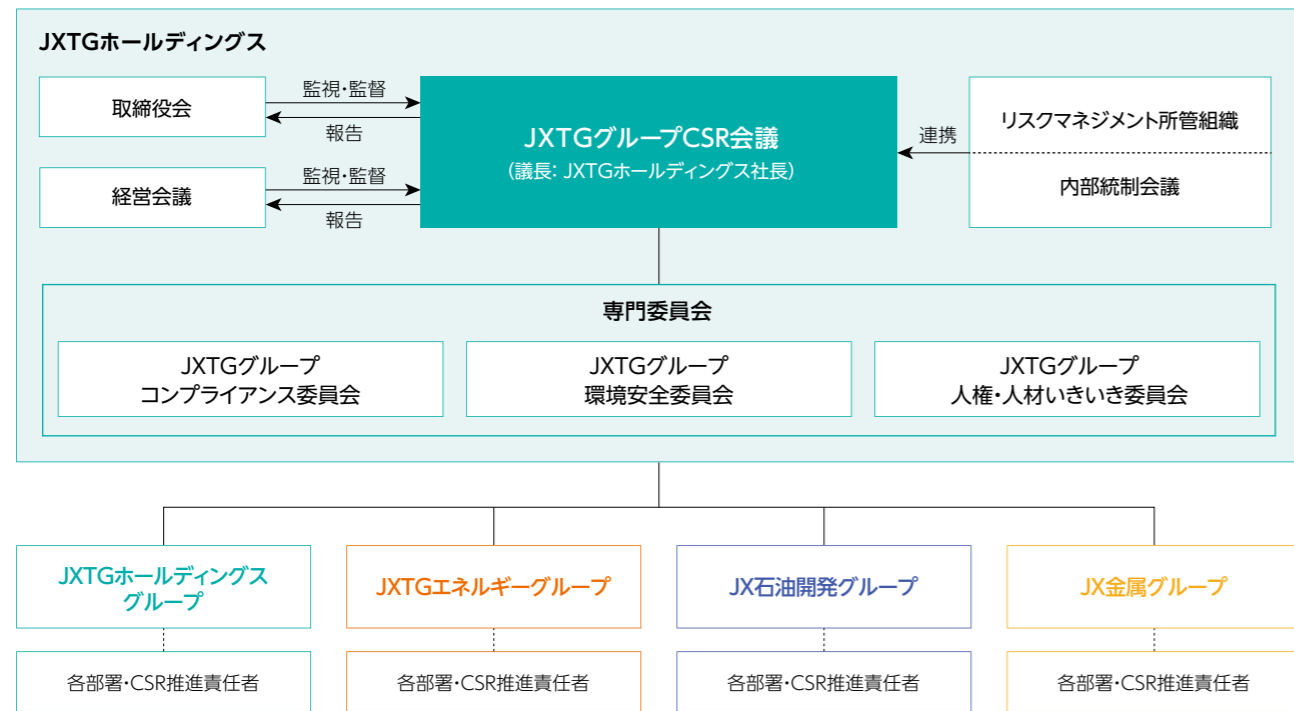 JXTGホールディングス
取締役会
監視・監督
報告
経営会議
監視・監督
報告
JXTGグループCSR会議
(議長: JXTGホールディングス社長)
連携
リスクマネジメント所管組織
内部統制会議
専門委員会
JXTGグループ
コンプライアンス委員会
JXTGグループ
環境安全委員会
JXTGグループ
人権・人材いきいき委員会
JXTGホールディングス
グループ
JXTGエネルギーグループ
JX石油開発グループ
JX金属グループ
各部署・CSR推進責任者
各部署・CSR推進責任者
各部署・CSR推進責任者
各部署・CSR推進責任者